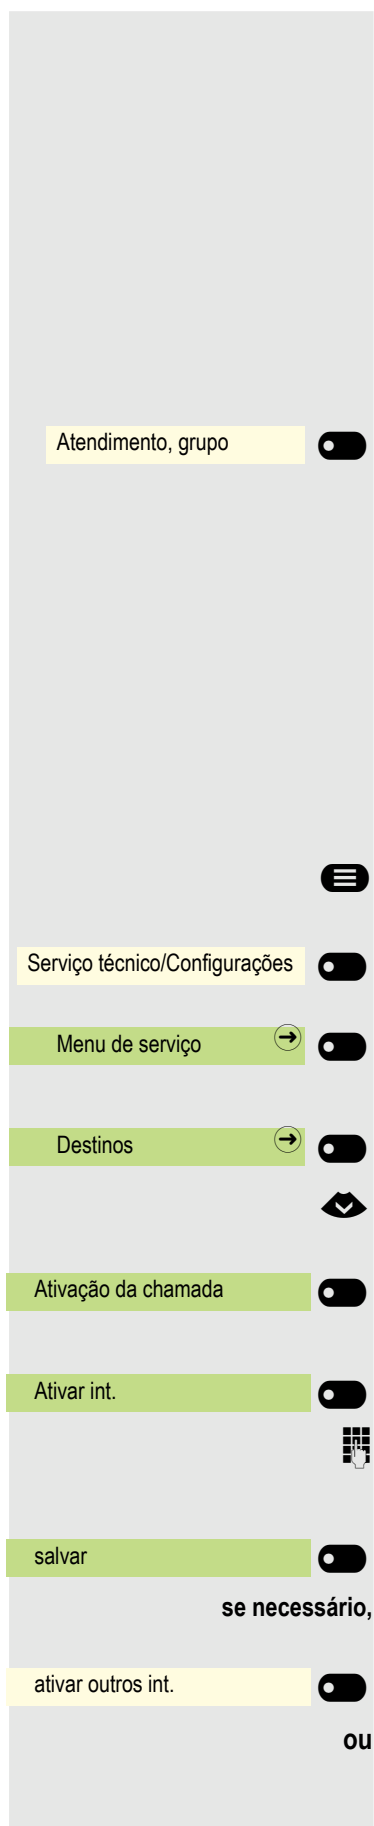 Atendimento, grupo
Serviço técnico/Configurações
Menu de serviço
Destinos
Ativação da chamada
Ativar int.
salvar
se necessário,
ativar outros int.
ou